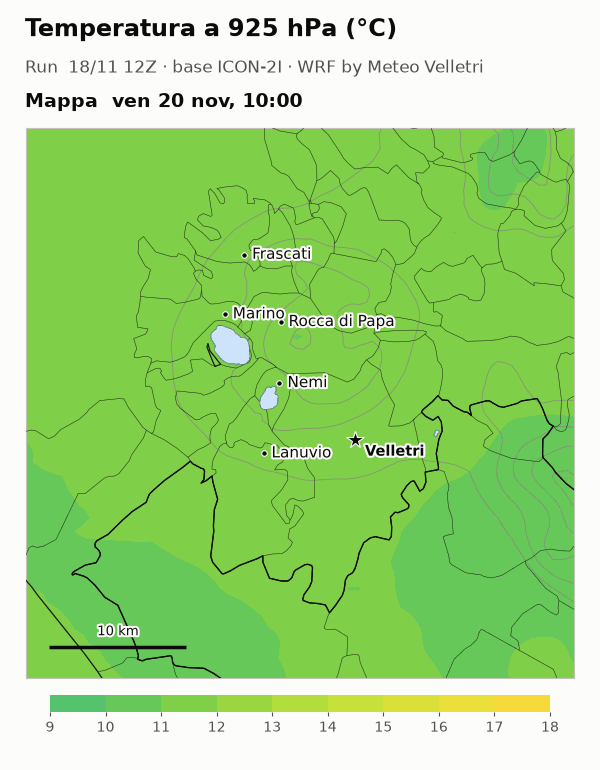 Temperatura a 925 hPa (°C)
Run  18/11 12Z · base ICON-2I · WRF by Meteo Velletri
Mappa  ven 20 nov, 10:00
Frascati
Marino
Rocca di Papa
Nemi
Velletri
Lanuvio
10 km
9 10 11 12 13 14 15 16 17 18